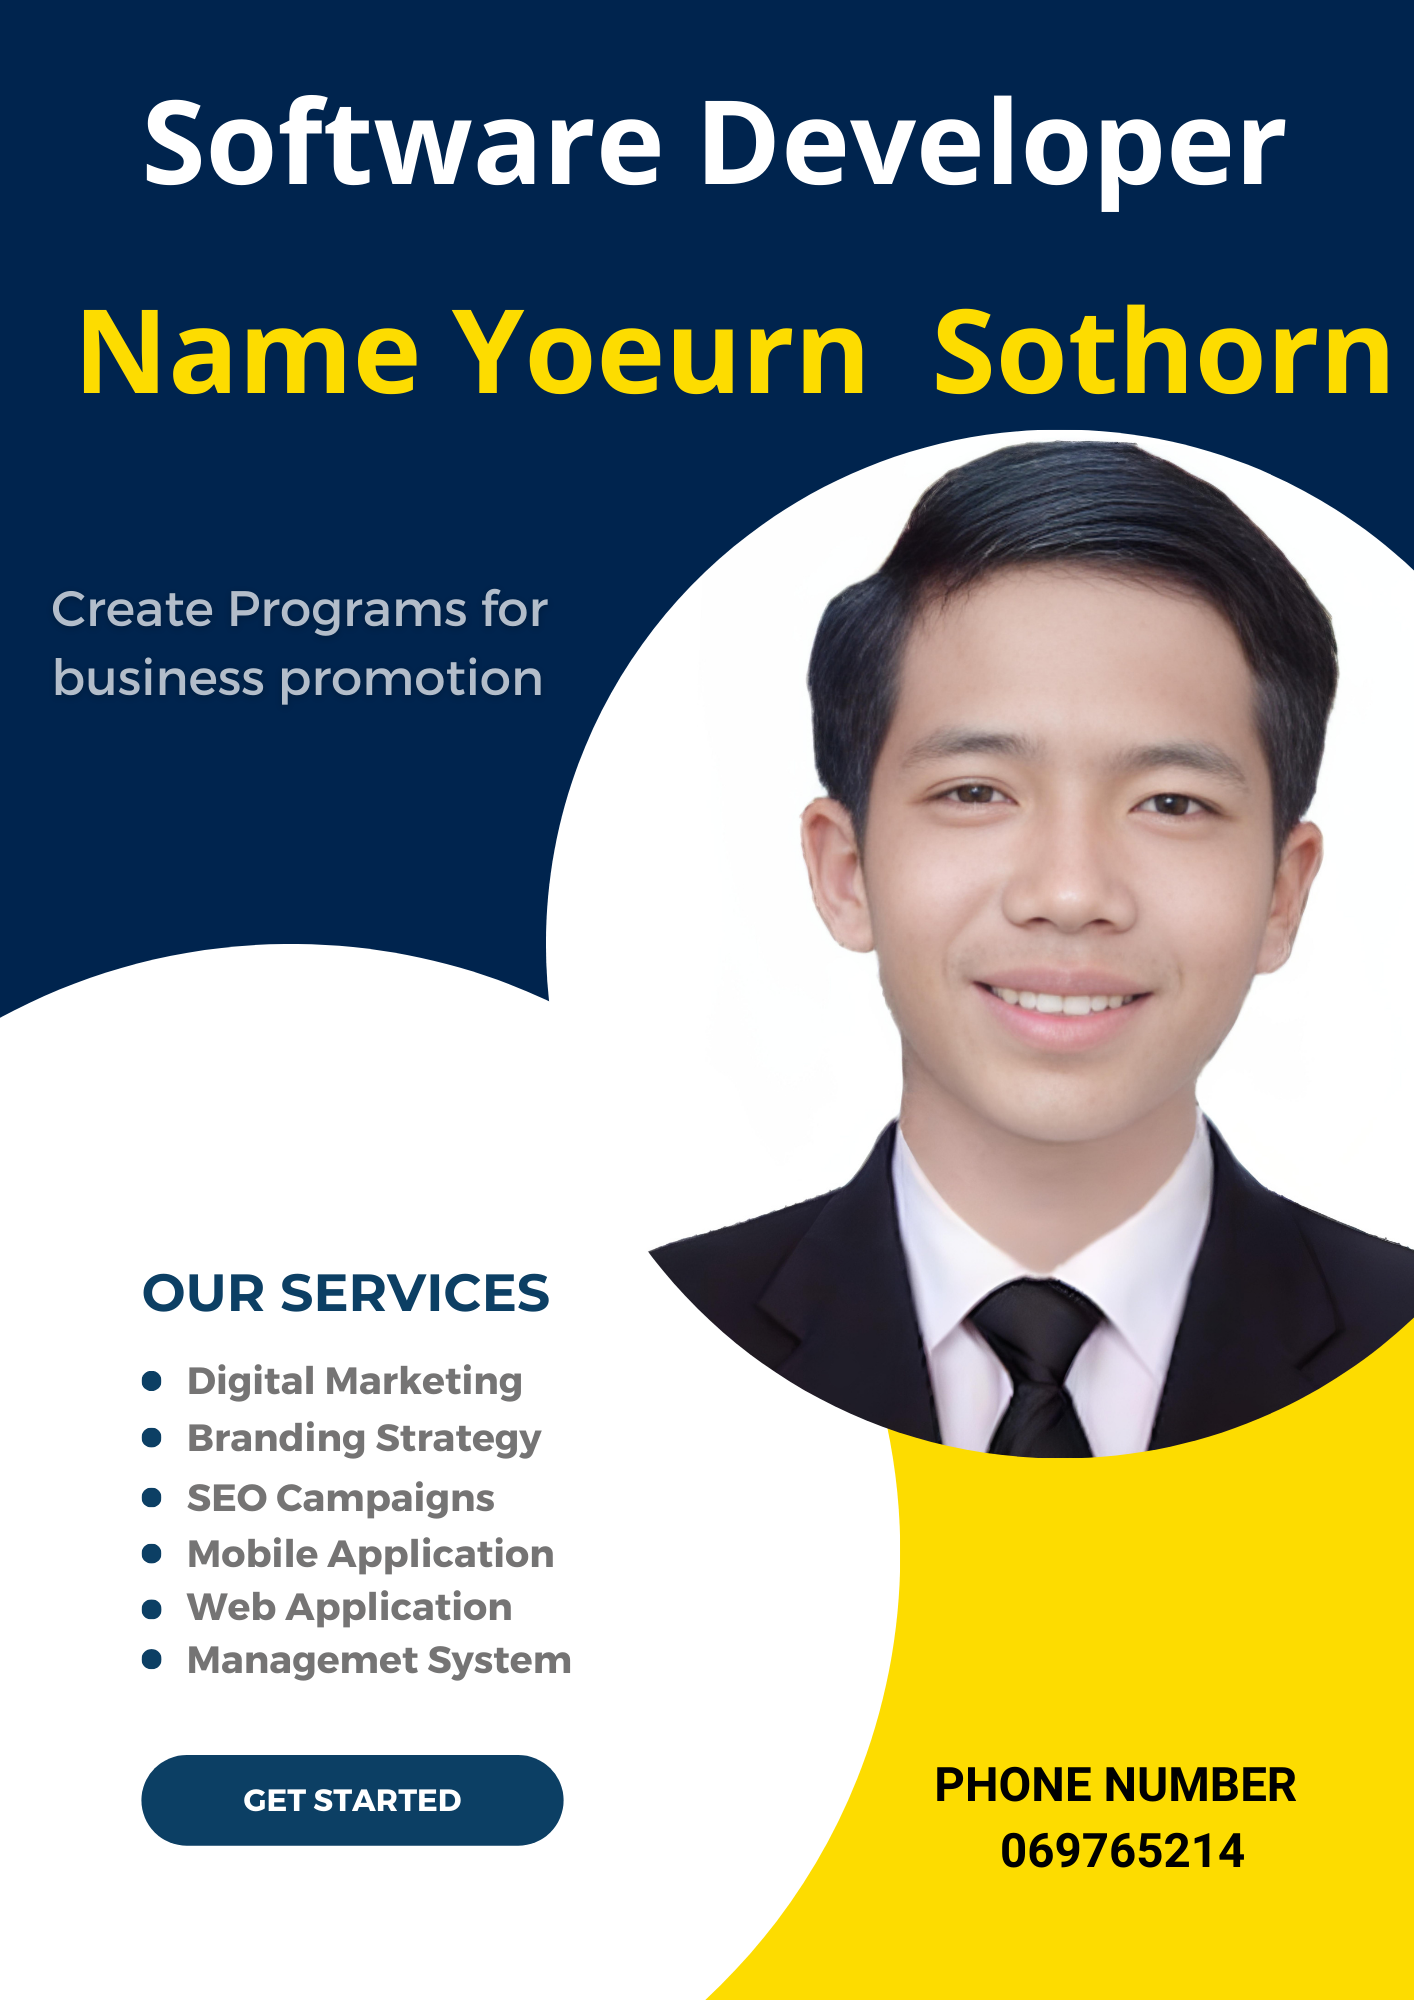 Software Developer
Name Yoeurn  Sothorn
Create Programs for
business promotion
OUR SERVICES
Digital Marketing
Branding Strategy
SEO Campaigns
Mobile Application
Web Application
Managemet System
GET STARTED
PHONE NUMBER
069765214